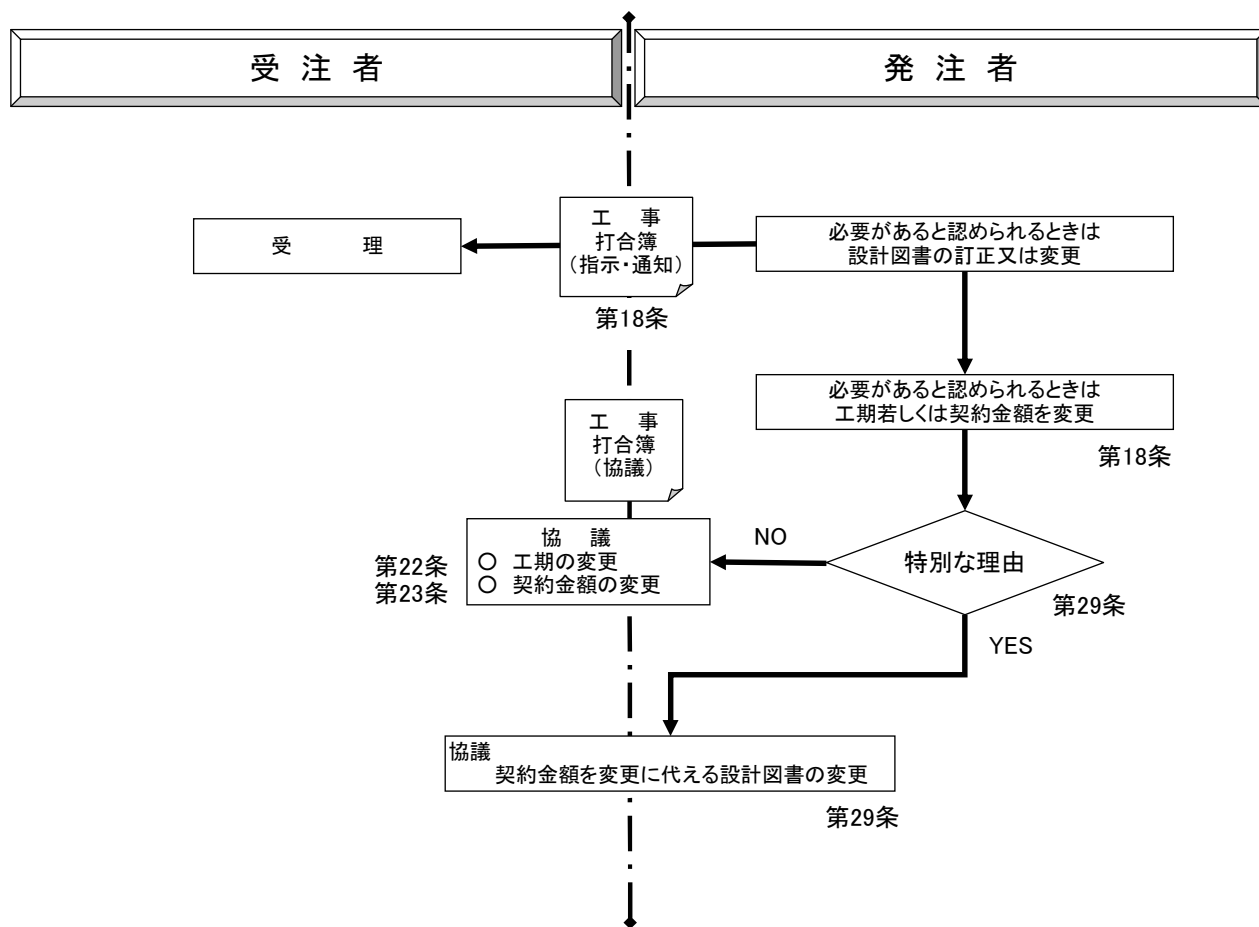 受 注 者
発 注 者
工 事
打合簿
（指示・通知）
第18条
受 理
必要があると認められるときは
設計図書の訂正又は変更
必要があると認められるときは
工期若しくは契約金額を変更
第18条
工 事
打合簿
（協議）
協 議
○ 工期の変更
○ 契約金額の変更
第22条
第23条
NO
特別な理由
第29条
YES
協議
契約金額を変更に代える設計図書の変更
第29条